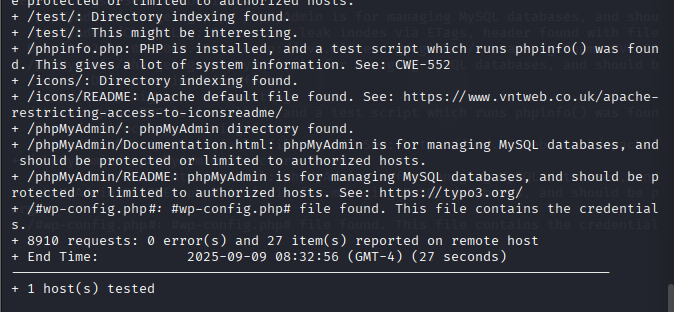 e protected or limited to authorized hosts.
+ /test/: Directory indexing found.
+ /test/: This might be interesting.
+ /phpinfo.php: PHP is installed, and a test script which runs phpinfo() was foun
d. This gives a lot of system information. See: CWE-552
+ /icons/: Directory indexing found.
+ /icons/README: Apache default file found. See: https://www.vntweb.co.uk/apache-
restricting-access-to-iconsreadme/
+ /phpMyAdmin/: phpMyAdmin directory found.
+ /phpMyAdmin/Documentation.html: phpMyAdmin is for managing MySQL databases, and
 should be protected or limited to authorized hosts.
+ /phpMyAdmin/README: phpMyAdmin is for managing MySQL databases, and should be p
rotected or limited to authorized hosts. See: https://typo3.org/
+ /#wp-config.php#: #wp-config.php# file found. This file contains the credential
s.
+ 8910 requests: 0 error(s) and 27 item(s) reported on remote host
+ End Time:           2025-09-09 08:32:56 (GMT-4) (27 seconds)
+ 1 host(s) tested